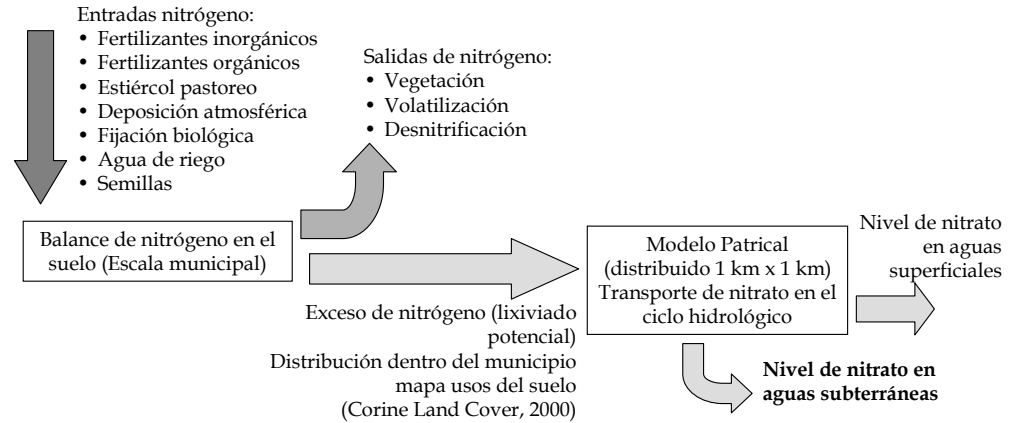 Entradas nitrógeno:
• Fertilizantes inorgánicos
• Fertilizantes orgánicos
• Estiércol pastoreo
• Deposición atmosférica
• Fijación biológica
• Agua de riego
• Semillas
Salidas de nitrógeno:
• Vegetación
• Volatilización
• Desnitrificación
Balance de nitrógeno en el
suelo (Escala municipal)
Exceso de nitrógeno (lixiviado
potencial)
Distribución dentro del municipio
mapa usos del suelo
(Corine Land Cover, 2000)
Modelo Patrical
(distribuido 1 km x 1 km)
Transporte de nitrato en el
ciclo hidrológico
Nivel de nitrato
en aguas
superficiales
Nivel de nitrato en
aguas subterráneas